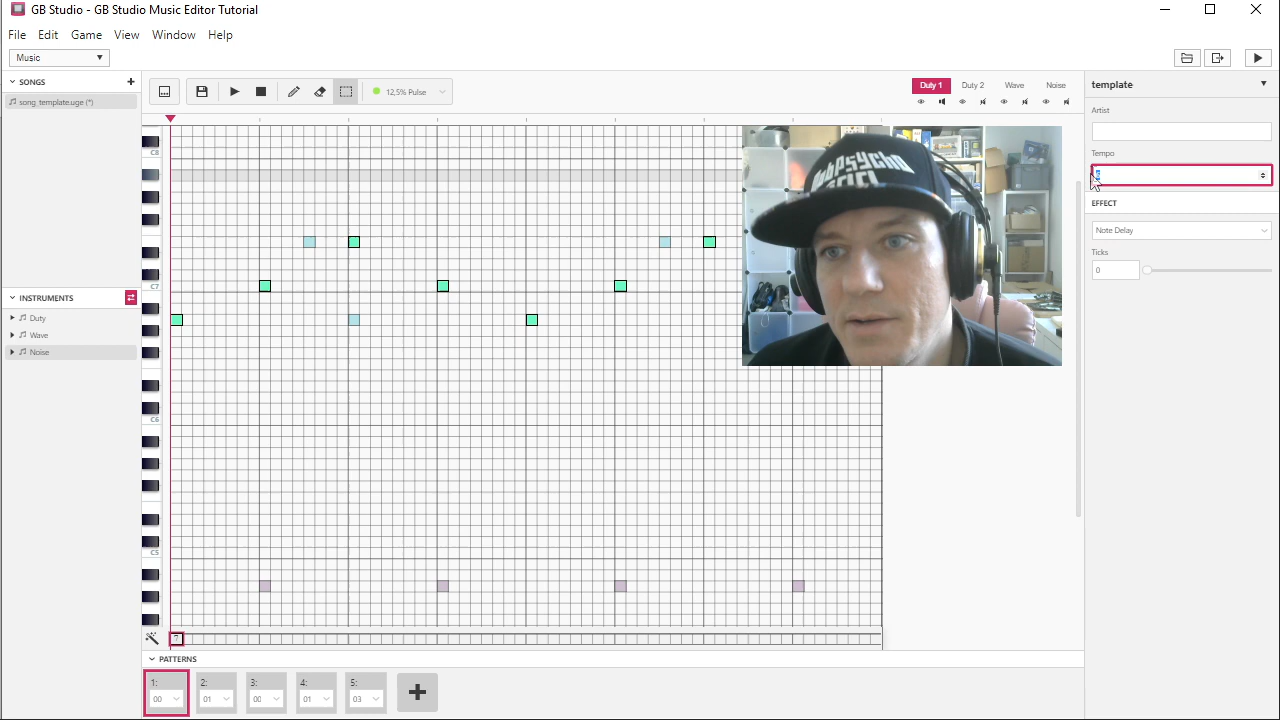 GB Studio - GB Studio Music Editor Tutorial
File Edit Game View Window Help
Music
SONGS
song_template.uge (*)
12,5% Pulse
Duty 1 Duty 2 Wave Noise
template
Artist
Tempo
EFFECT
Note Delay
Ticks
0
C8
C7
C6
C5
INSTRUMENTS
Duty
Wave
Noise
7
PATTERNS
1: 2: 3: 4: 5:
00 01 00 01 03